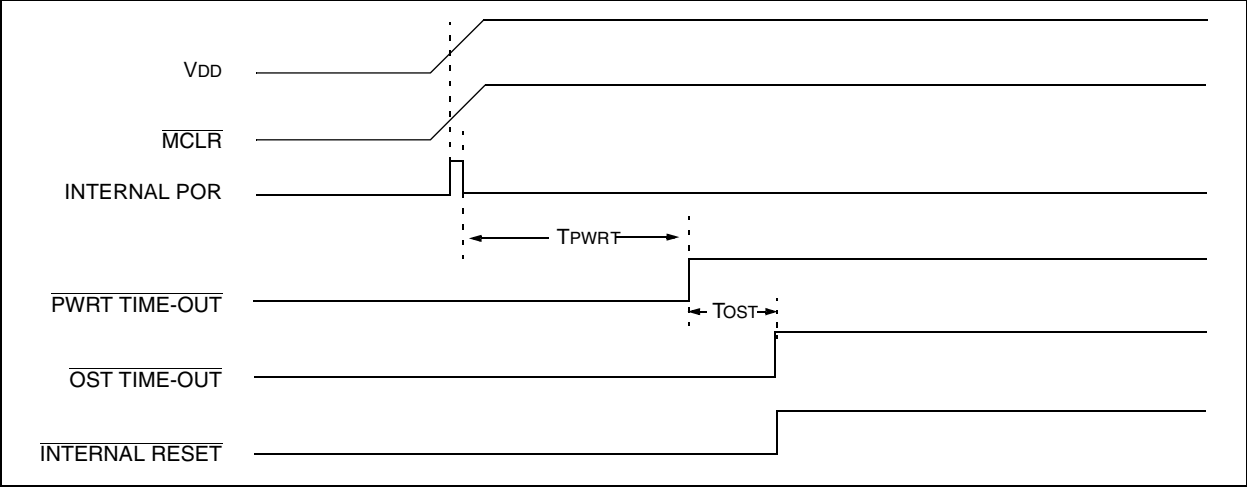 VDD
MCLR
INTERNAL POR
TPWRT
PWRT TIME-OUT
TOST
OST TIME-OUT
INTERNAL RESET